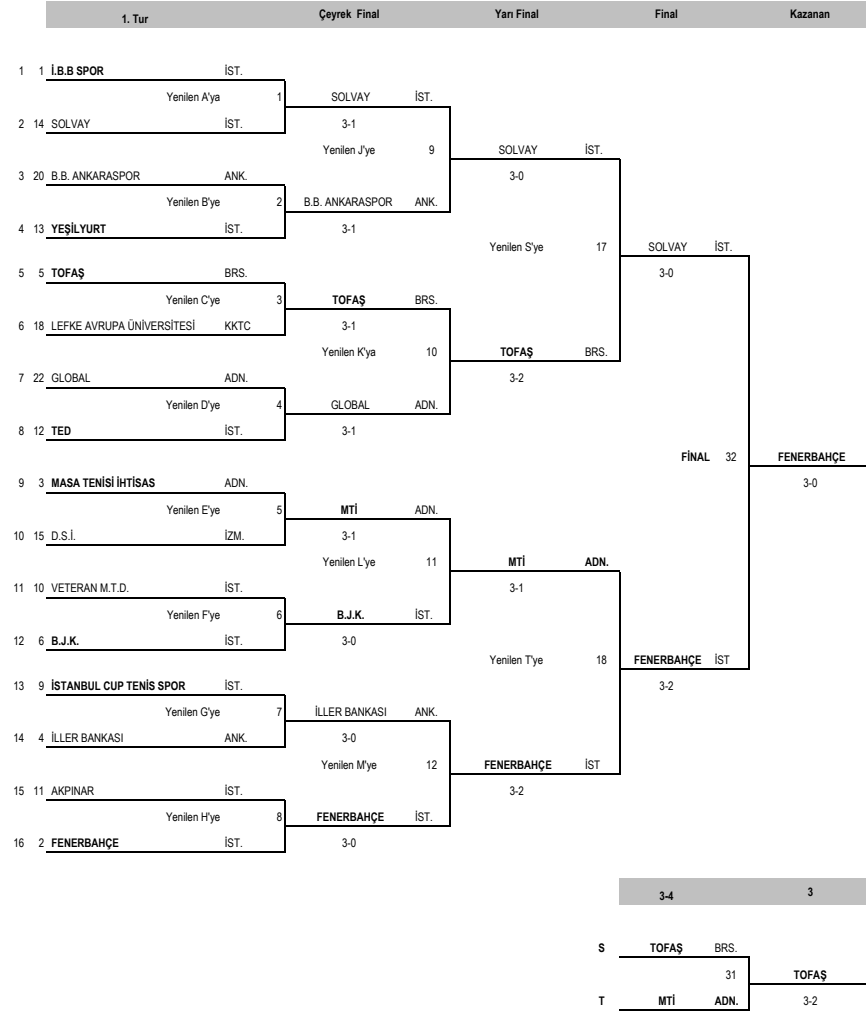 1. Tur Çeyrek Final Yarı Final Final Kazanan
1 1 İ.B.B SPOR İST.
Yenilen A'ya 1 SOLVAY İST.
2 14 SOLVAY İST. 3-1
Yenilen J'ye 9 SOLVAY İST.
3 20 B.B. ANKARASPOR ANK. 3-0
Yenilen B'ye 2 B.B. ANKARASPOR ANK.
4 13 YEŞİLYURT İST. 3-1
Yenilen S'ye 17 SOLVAY İST.
5 5 TOFAŞ BRS. 3-0
Yenilen C'ye 3 TOFAŞ BRS.
6 18 LEFKE AVRUPA ÜNİVERSİTESİ KKTC 3-1
Yenilen K'ya 10 TOFAŞ BRS.
7 22 GLOBAL ADN. 3-2
Yenilen D'ye 4 GLOBAL ADN.
8 12 TED İST. 3-1
FİNAL 32 FENERBAHÇE
9 3 MASA TENİSİ İHTİSAS ADN. 3-0
Yenilen E'ye 5 MTİ ADN.
10 15 D.S.İ. İZM. 3-1
Yenilen L'ye 11 MTİ ADN.
11 10 VETERAN M.T.D. İST. 3-1
Yenilen F'ye 6 B.J.K. İST.
12 6 B.J.K. İST. 3-0
Yenilen T'ye 18 FENERBAHÇE İST
13 9 İSTANBUL CUP TENİS SPOR İST. 3-2
Yenilen G'ye 7 İLLER BANKASI ANK.
14 4 İLLER BANKASI ANK. 3-0
Yenilen M'ye 12 FENERBAHÇE İST
15 11 AKPINAR İST. 3-2
Yenilen H'ye 8 FENERBAHÇE İST.
16 2 FENERBAHÇE İST. 3-0
3-4 3
S TOFAŞ BRS.
31 TOFAŞ
T MTİ ADN. 3-2